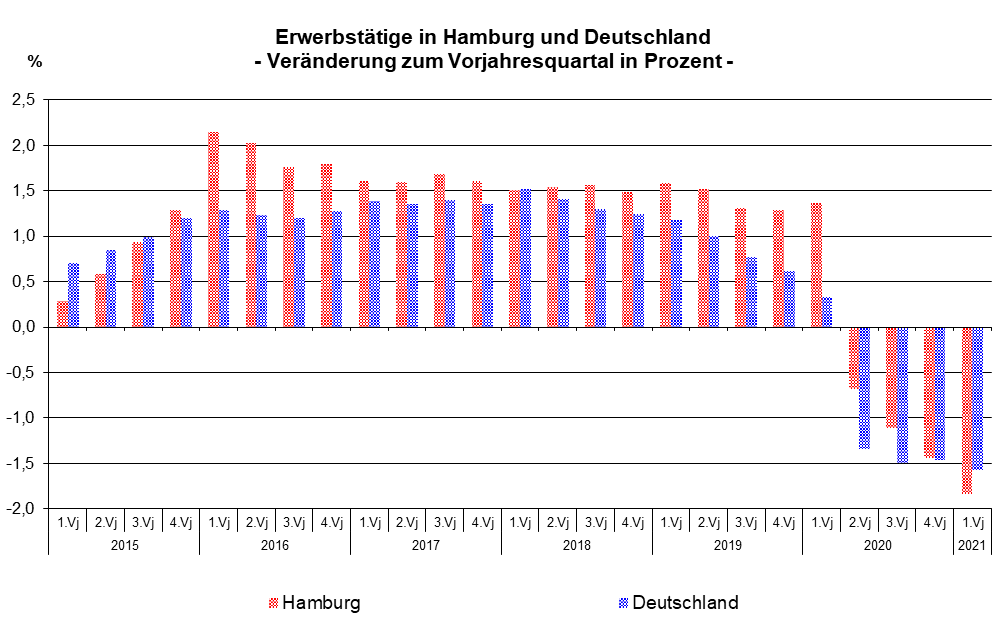 Erwerbstätige in Hamburg und Deutschland
- Veränderung zum Vorjahresquartal in Prozent -
%
2,5
2,0
1,5
1,0
0,5
0,0
-0,5
-1,0
-1,5
-2,0
1.Vj 2.Vj 3.Vj 4.Vj 1.Vj 2.Vj 3.Vj 4.Vj 1.Vj 2.Vj 3.Vj 4.Vj 1.Vj 2.Vj 3.Vj 4.Vj 1.Vj 2.Vj 3.Vj 4.Vj 1.Vj 2.Vj 3.Vj 4.Vj 1.Vj
2015 2016 2017 2018 2019 2020 2021
Hamburg Deutschland